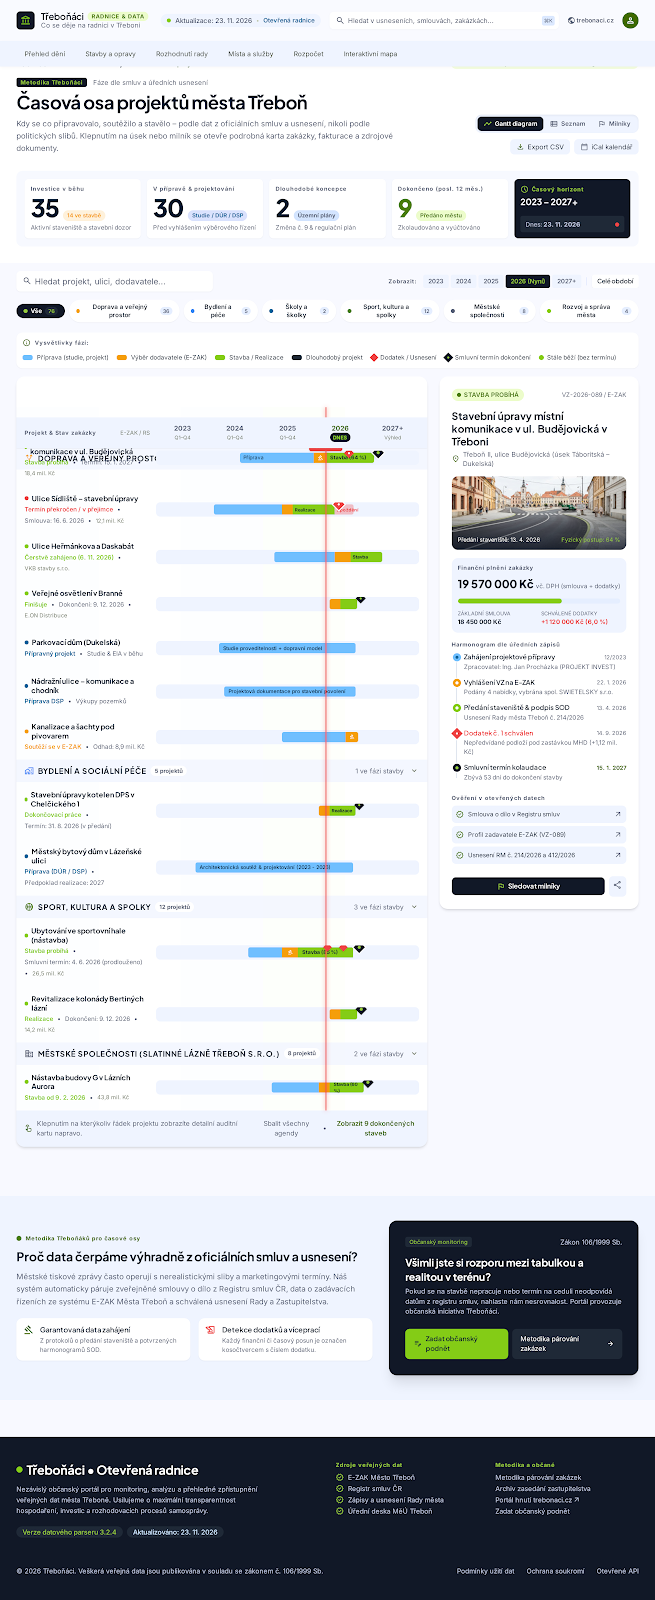 Třeboňáci RADNICE & DATA
Co se děje na radnici v Třeboni
Aktualizace: 23. 11. 2026 · Otevřená radnice
Hledat v usneseních, smlouvách, zakázkách...
⌘K
trebonaci.cz
Přehled dění
Stavby a opravy
Rozhodnutí rady
Místa a služby
Rozpočet
Interaktivní mapa
Metodika Třeboňáci
Fáze dle smluv a úředních usnesení
Časová osa projektů města Třeboň
Kdy se co připravovalo, soutěžilo a stavělo – podle dat z oficiálních smluv a usnesení, nikoli podle
politických slibů. Klepnutím na úsek nebo milník se otevře podrobná karta zakázky, fakturace a zdrojové
dokumenty.
Gantt diagram
Seznam
Milníky
Export CSV
iCal kalendář
Investice v běhu
35 14 ve stavbě
Aktivní staveniště a stavební dozor
V přípravě & projektování
30 Studie / DÚR / DSP
Před vyhlášením výběrového řízení
Dlouhodobé koncepce
2 Územní plány
Změna č. 9 & regulační plán
Dokončeno (posl. 12 měs.)
9 Předáno městu
Zkolaudováno a vyúčtováno
Časový horizont
2023 – 2027+
Dnes: 23. 11. 2026
Hledat projekt, ulici, dodavatele...
Zobrazit:
2023
2024
2025
2026 (Nyní)
2027+
Celé období
Vše 76
Doprava a veřejný prostor 36
Bydlení a péče 5
Školy a školky 2
Sport, kultura a spolky 12
Městské společnosti 8
Rozvoj a správa města 4
Vysvětlivky fází:
Příprava (studie, projekt)
Výběr dodavatele (E-ZAK)
Stavba / Realizace
Dlouhodobý projekt
Dodatek / Usnesení
Smluvní termín dokončení
Stále běží (bez termínu)
Projekt & Stav zakázky
E-ZAK / RS
2023 Q1-Q4
2024 Q1-Q4
2025 Q1-Q4
2026 DNES
2027+ Výhled
komunikace v ul. Budějovická
DOPRAVA A VEŘEJNÝ PROSTO
Stavba probíhá • Termín: 15. 1. 2027
18,4 mil. Kč
Příprava
Stavba (64 %)
Ulice Sídliště – stavební úpravy
Termín překročen / v přejímce •
Smlouva: 16. 6. 2026 • 12,1 mil. Kč
Realizace
Ulice Heřmánkova a Daskabát
Čerstvě zahájeno (6. 11. 2026) •
VKB stavby s.r.o.
Stavba
Veřejné osvětlení v Branné
Finišuje • Dokončení: 9. 12. 2026 •
E.ON Distribuce
Parkovací dům (Dukelská)
Přípravný projekt • Studie & EIA v běhu
Studie proveditelnosti + dopravní model
Nádražní ulice – komunikace a
chodník
Příprava DSP • Výkupy pozemků
Projektová dokumentace pro stavební povolení
Kanalizace a šachty pod
pivovarem
Soutěží se v E-ZAK • Odhad: 8,9 mil. Kč
BYDLENÍ A SOCIÁLNÍ PÉČE 5 projektů
1 ve fázi stavby
Stavební úpravy kotelen DPS v
Chelčického 1
Dokončovací práce •
Termín: 31. 8. 2026 (v předání)
Realizace
Městský bytový dům v Lázeňské
ulici
Příprava (DÚR / DSP) •
Předpoklad realizace: 2027
Architektonická soutěž & projektování (2023 - 2027)
SPORT, KULTURA A SPOLKY 12 projektů
3 ve fázi stavby
Ubytování ve sportovní hale
(nástavba)
Stavba probíhá •
Smluvní termín: 4. 6. 2026 (prodlouženo)
• 26,5 mil. Kč
Revitalizace kolonády Bertiných
lázní
Realizace • Dokončení: 9. 12. 2026 •
14,2 mil. Kč
MĚSTSKÉ SPOLEČNOSTI (SLATINNÉ LÁZNĚ TŘEBOŇ S.R.O.) 8 projektů
2 ve fázi stavby
Nástavba budovy G v Lázních
Aurora
Stavba od 9. 2. 2026 • 43,8 mil. Kč
Klepnutím na kterýkoliv řádek projektu zobrazíte detailní auditní
kartu napravo.
Sbalit všechny agendy
•
Zobrazit 9 dokončených staveb
STAVBA PROBÍHÁ
VZ-2026-089 / E-ZAK
Stavební úpravy místní
komunikace v ul. Budějovická v
Třeboni
Třeboň II, ulice Budějovická (úsek Táboritská –
Dukelská)
Předání staveniště: 13. 4. 2026
Fyzický postup: 64 %
Finanční plnění zakázky
19 570 000 Kč vč. DPH (smlouva + dodatky)
ZÁKLADNÍ SMLOUVA
18 450 000 Kč
SCHVÁLENÉ DODATKY
+1 120 000 Kč (6,0 %)
Harmonogram dle úředních zápisů
Zahájení projektové přípravy 12/2023
Zpracovatel: Ing. Jan Procházka (PROJEKT INVEST)
Vyhlášení VZ na E-ZAK 22. 1. 2026
Podány 4 nabídky, vybrána spol. SWIETELSKY s.r.o.
Předání staveniště & podpis SOD 13. 4. 2026
Usnesení Rady města Třeboň č. 214/2026
Dodatek č. 1 schválen 14. 9. 2026
Nepředvídané podloží pod zastávkou MHD (+1,12 mil.
Kč)
Smluvní termín kolaudace 15. 1. 2027
Zbývá 53 dní do dokončení stavby
Ověření v otevřených datech
Smlouva o dílo v Registru smluv
Profil zadavatele E-ZAK (VZ-089)
Usnesení RM č. 214/2026 a 412/2026
Sledovat milníky
Metodika Třeboňáků pro časové osy
Proč data čerpáme výhradně z oficiálních smluv a usnesení?
Městské tiskové zprávy často operují s nerealistickými sliby a marketingovými termíny. Náš
systém automaticky páruje zveřejněné smlouvy o dílo z Registru smluv ČR, data o zadávacích
řízeních ze systému E-ZAK Města Třeboň a schválená usnesení Rady a Zastupitelstva.
Garantovaná data zahájení
Z protokolů o předání staveniště a potvrzených
harmonogramů SOD.
Detekce dodatků a víceprací
Každý finanční či časový posun je označen
kosočtvercem s číslem dodatku.
Občanský monitoring
Zákon 106/1999 Sb.
Všimli jste si rozporu mezi tabulkou a
realitou v terénu?
Pokud se na stavbě nepracuje nebo termín na ceduli neodpovídá
datům z registru smluv, nahlaste nám nesrovnalost. Portál provozuje
občanská iniciativa Třeboňáci.
Zadat občanský podnět
Metodika párování zakázek
Třeboňáci • Otevřená radnice
Nezávislý občanský portál pro monitoring, analýzu a přehledné zpřístupnění
veřejných dat města Třeboně. Usilujeme o maximální transparentnost
hospodaření, investic a rozhodovacích procesů samosprávy.
Verze datového parseru 3.2.4
Aktualizováno: 23. 11. 2026
Zdroje veřejných dat
E-ZAK Město Třeboň
Registr smluv ČR
Zápisy a usnesení Rady města
Úřední deska MěÚ Třeboň
Metodika a občané
Metodika párování zakázek
Archiv zasedání zastupitelstva
Portál hnutí trebonaci.cz ↗
Zadat občanský podnět
© 2026 Třeboňáci. Veškerá veřejná data jsou publikována v souladu se zákonem č. 106/1999 Sb.
Podmínky užití dat
Ochrana soukromí
Otevřené API